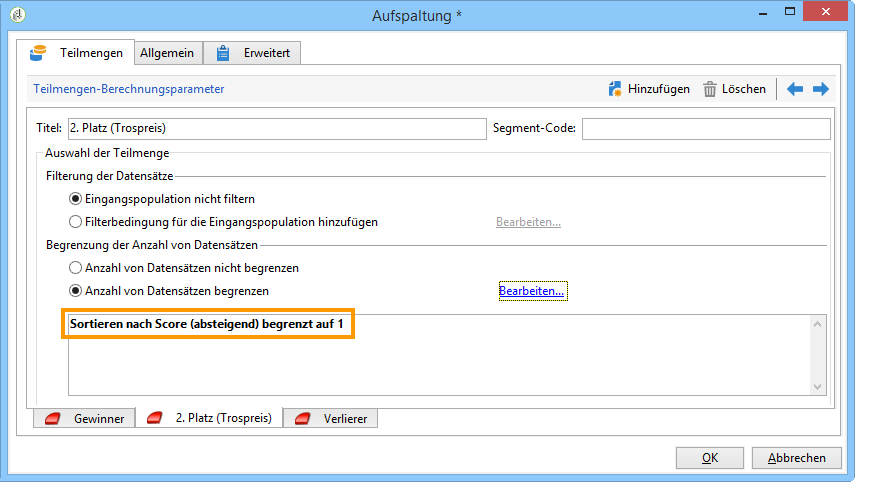 Aufspaltung *
Teilmengen Allgemein Erweitert
Teilmengen-Berechnungsparameter Hinzufügen Löschen
Titel: 2. Platz (Trospreis) Segment-Code:
Auswahl der Teilmenge
Filterung der Datensätze
Eingangspopulation nicht filtern
Filterbedingung für die Eingangspopulation hinzufügen Bearbeiten...
Begrenzung der Anzahl von Datensätzen
Anzahl von Datensätzen nicht begrenzen
Anzahl von Datensätzen begrenzen Bearbeiten...
Sortieren nach Score (absteigend) begrenzt auf 1
Gewinner 2. Platz (Trospreis) Verlierer
OK Abbrechen